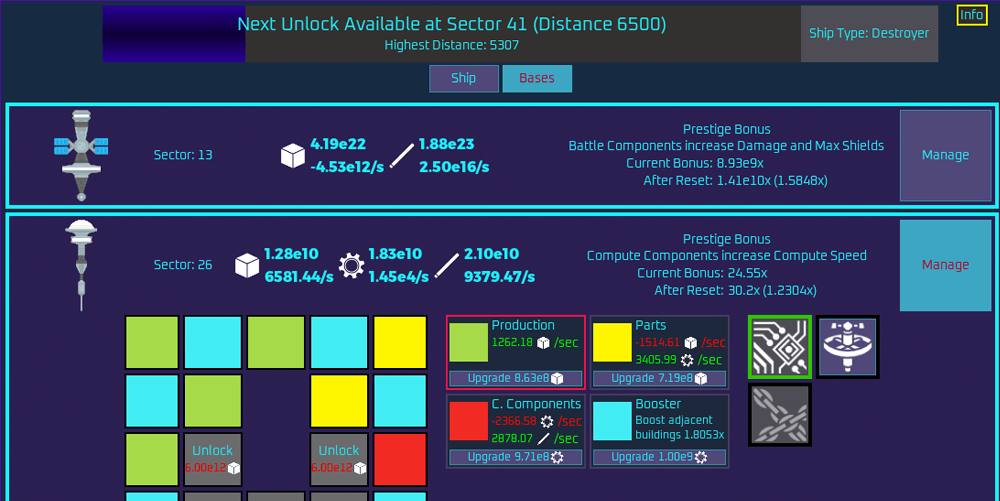 Next Unlock Available at Sector 41 (Distance 6500)
Highest Distance: 5307
Ship Type: Destroyer
Info
Ship
Bases
Sector: 13
4.19e22
-4.53e12/s
1.88e23
2.50e16/s
Prestige Bonus
Battle Components increase Damage and Max Shields
Current Bonus: 8.93e9x
After Reset: 1.41e10x (1.5848x)
Manage
Sector: 26
1.28e10
6581.44/s
1.83e10
1.45e4/s
2.10e10
9379.47/s
Prestige Bonus
Compute Components increase Compute Speed
Current Bonus: 24.55x
After Reset: 30.2x (1.2304x)
Manage
Production
1262.18 /sec
Upgrade 8.63e8
Parts
-1514.61 /sec
3405.99 /sec
Upgrade 7.19e8
C. Components
-2366.58 /sec
2878.07 /sec
Upgrade 9.71e8
Booster
Boost adjacent
buildings 1.8053x
Upgrade 1.00e9
Unlock
6.00e12
Unlock
6.00e12